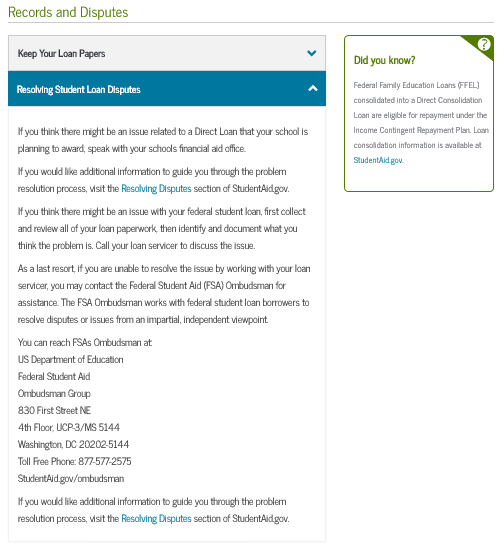 Records and Disputes
Keep Your Loan Papers
Resolving Student Loan Disputes
If you think there might be an issue related to a Direct Loan that your school is
planning to award, speak with your schools financial aid office.
If you would like additional information to guide you through the problem
resolution process, visit the Resolving Disputes section of StudentAid.gov.
If you think there might be an issue with your federal student loan, first collect
and review all of your loan paperwork, then identify and document what you
think the problem is. Call your loan servicer to discuss the issue.
As a last resort, if you are unable to resolve the issue by working with your loan
servicer, you may contact the Federal Student Aid (FSA) Ombudsman for
assistance. The FSA Ombudsman works with federal student loan borrowers to
resolve disputes or issues from an impartial, independent viewpoint.
You can reach FSAs Ombudsman at:
US Department of Education
Federal Student Aid
Ombudsman Group
830 First Street NE
4th Floor, UCP-3/MS 5144
Washington, DC 20202-5144
Toll Free Phone: 877-577-2575
StudentAid.gov/ombudsman
If you would like additional information to guide you through the problem
resolution process, visit the Resolving Disputes section of StudentAid.gov.
?
Did you know?
Federal Family Education Loans (FFEL)
consolidated into a Direct Consolidation
Loan are eligible for repayment under the
Income Contingent Repayment Plan. Loan
consolidation information is available at
StudentAid.gov.